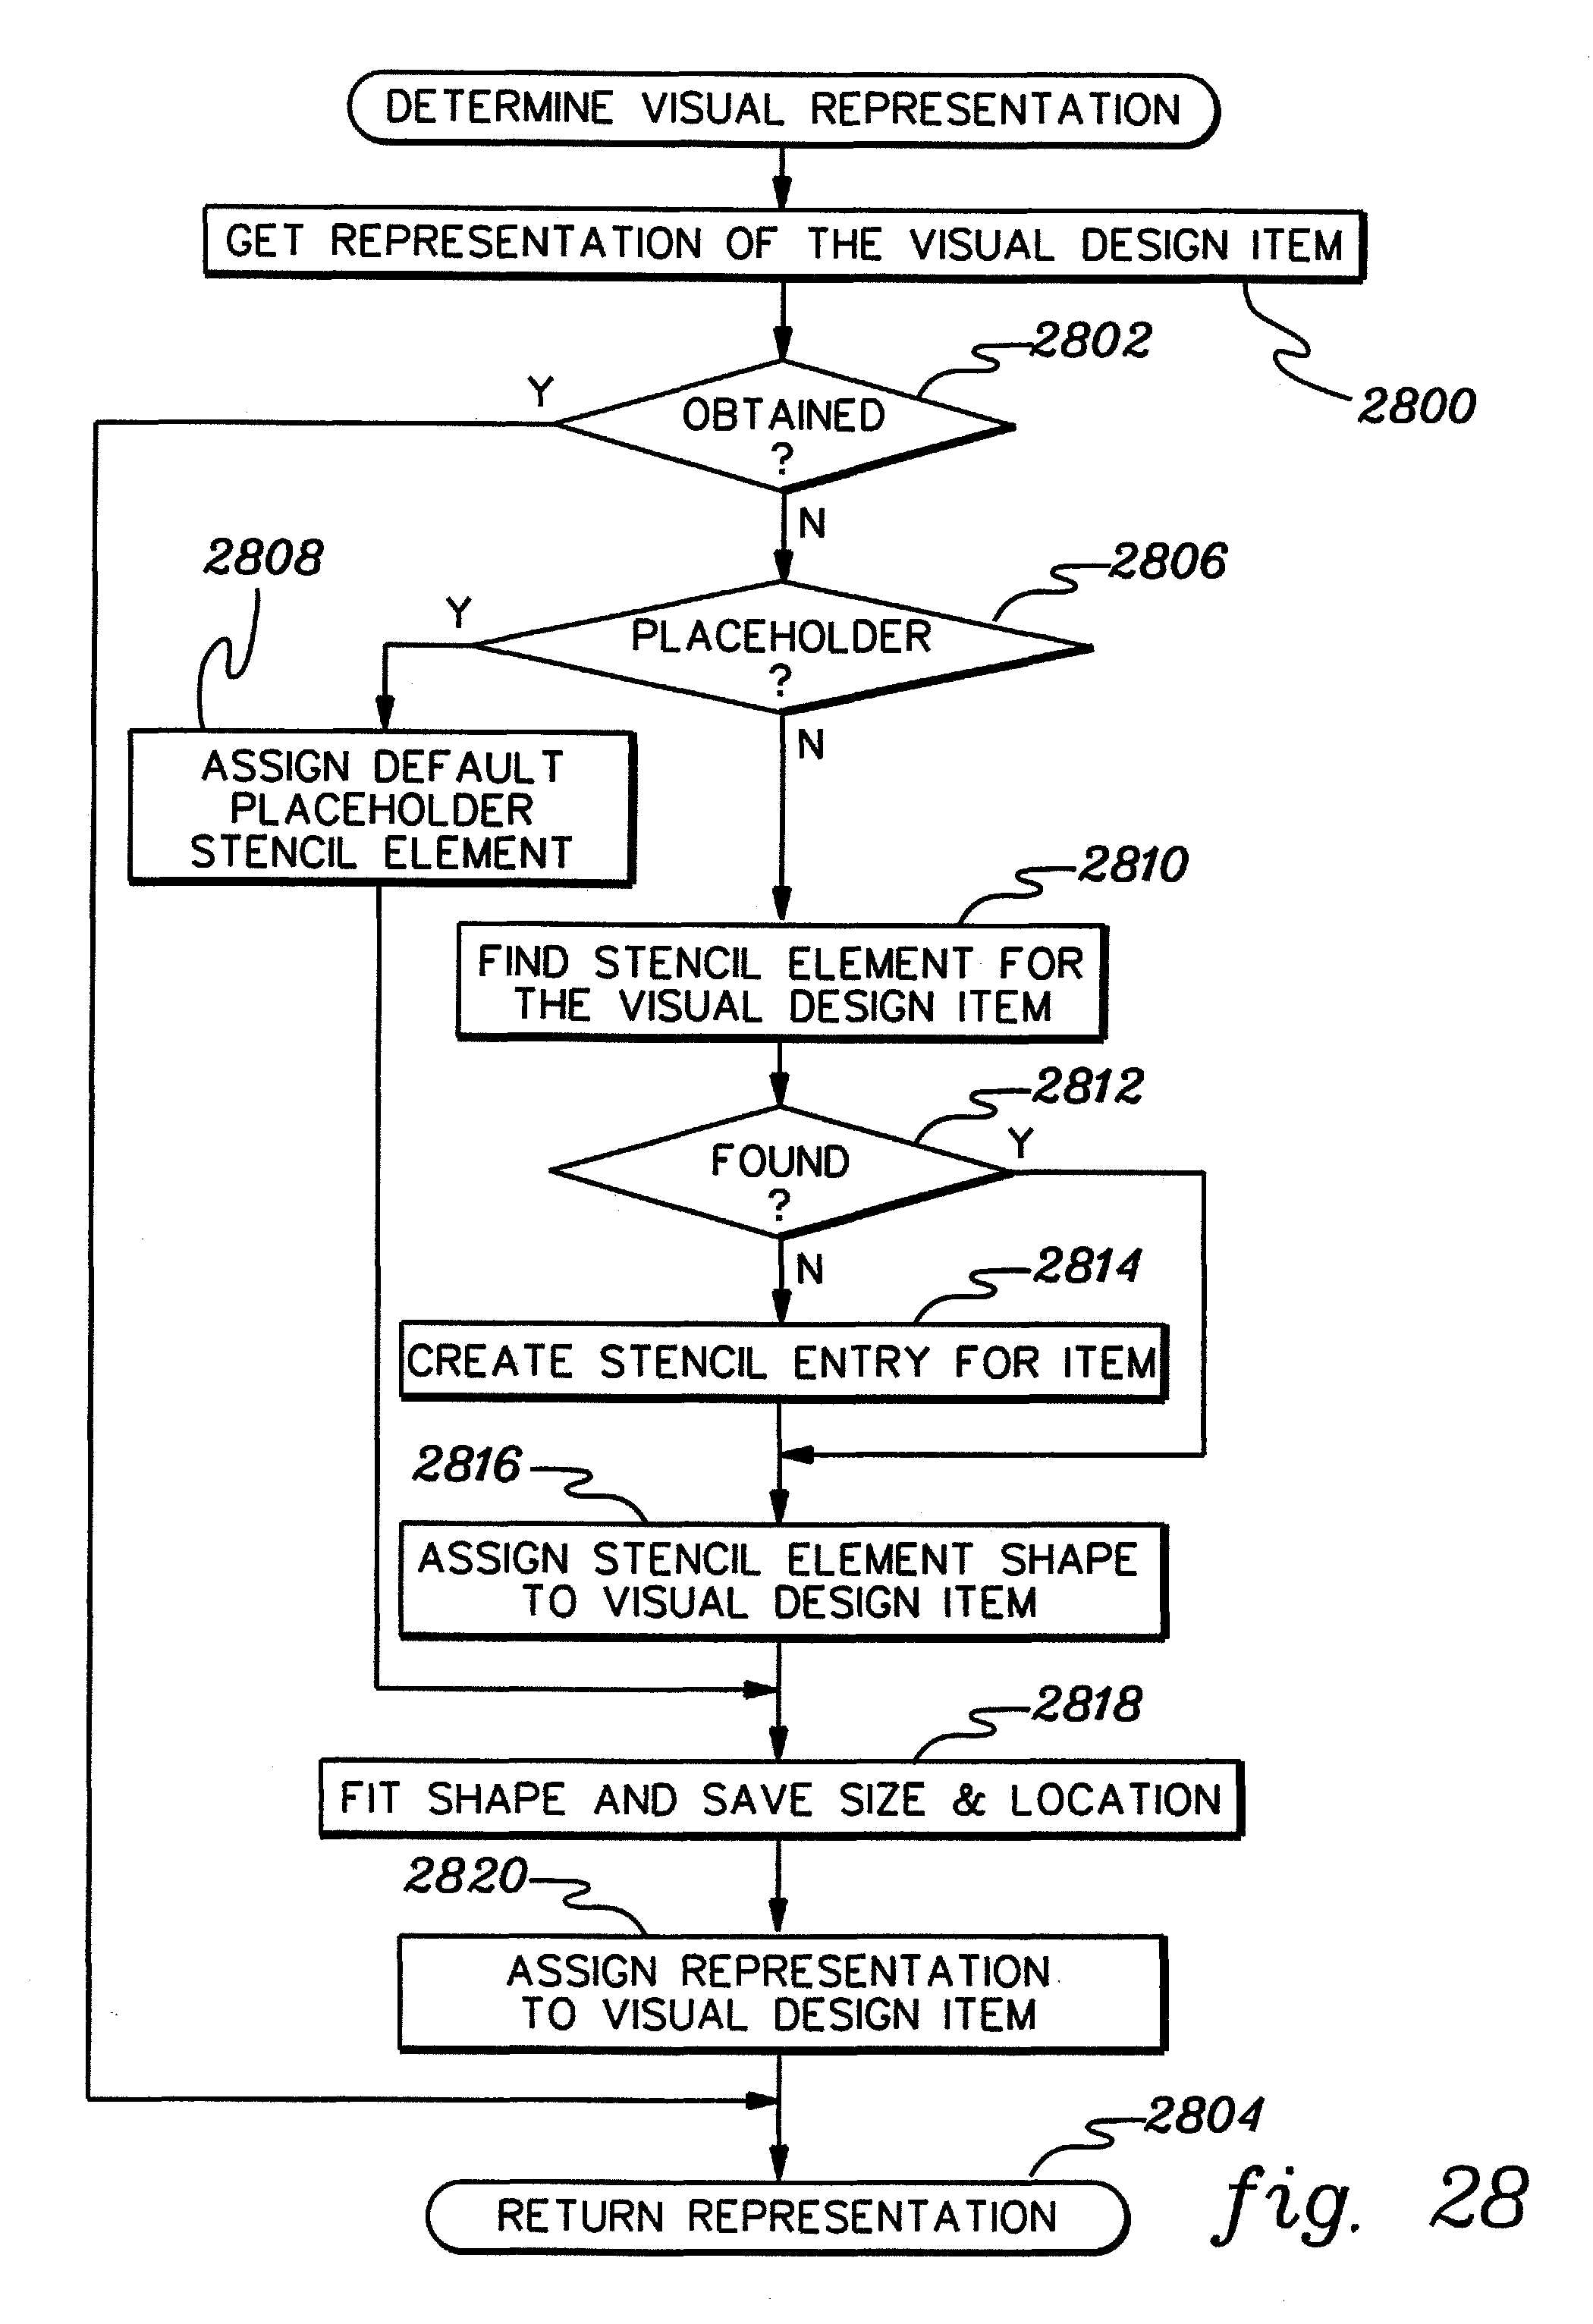 DETERMINE VISUAL REPRESENTATION
GET REPRESENTATION OF THE VISUAL DESIGN ITEM
2800
2802
Y
OBTAINED
?
N
2806
Y
PLACEHOLDER
?
N
2808
ASSIGN DEFAULT
PLACEHOLDER
STENCIL ELEMENT
2810
FIND STENCIL ELEMENT FOR
THE VISUAL DESIGN ITEM
2812
Y
FOUND
?
N
2814
CREATE STENCIL ENTRY FOR ITEM
2816
ASSIGN STENCIL ELEMENT SHAPE
TO VISUAL DESIGN ITEM
2818
FIT SHAPE AND SAVE SIZE & LOCATION
2820
ASSIGN REPRESENTATION
TO VISUAL DESIGN ITEM
2804
RETURN REPRESENTATION
fig. 28